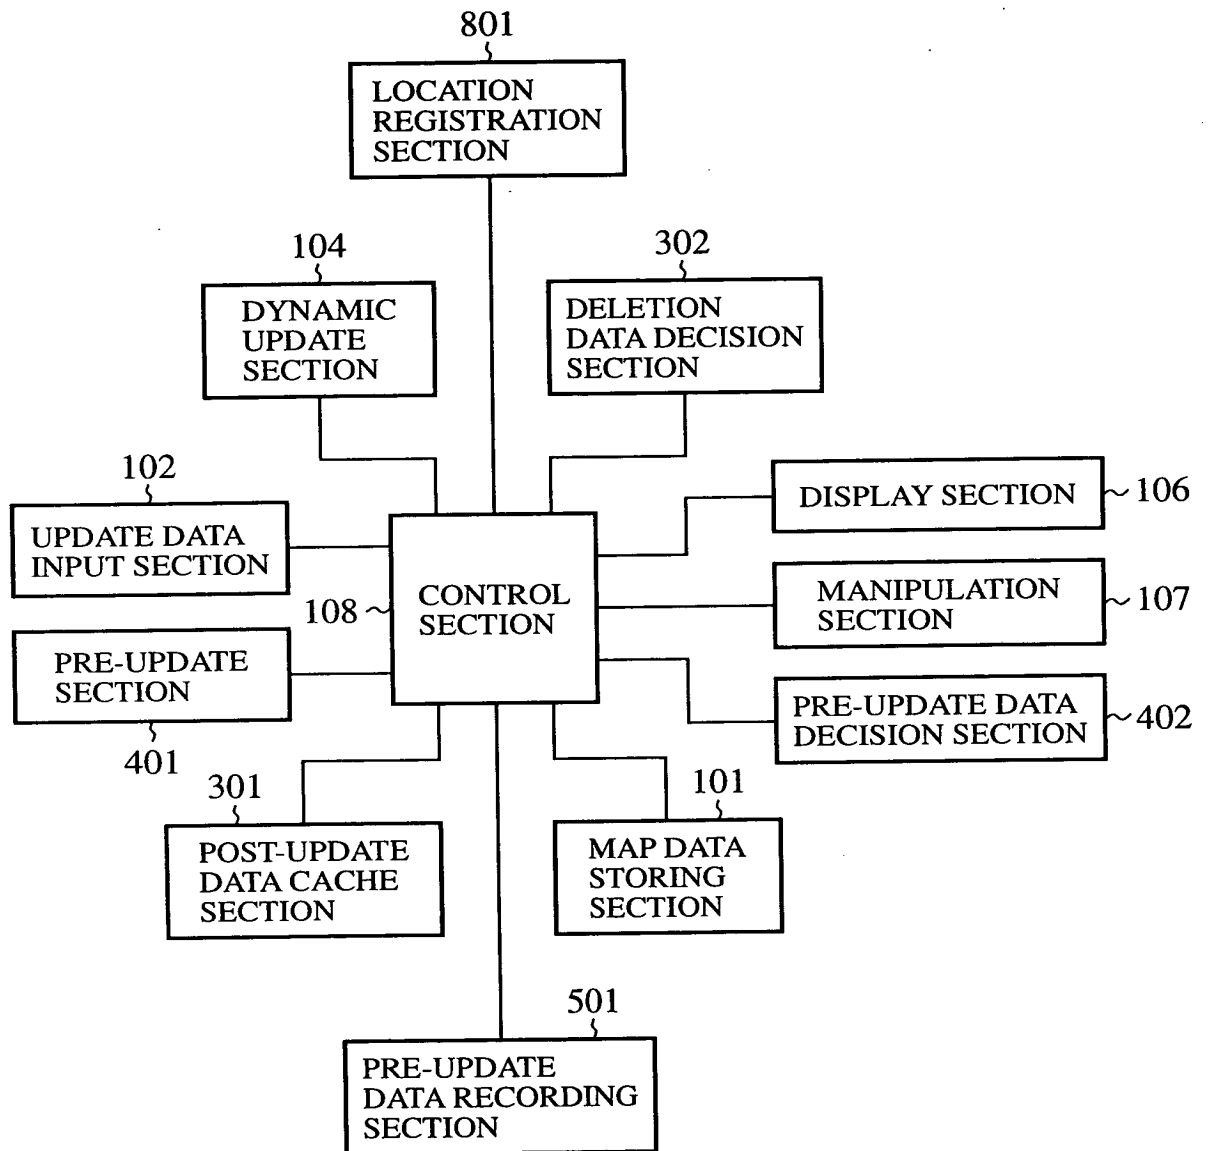 801
LOCATION
REGISTRATION
SECTION
104
DYNAMIC
UPDATE
SECTION
302
DELETION
DATA DECISION
SECTION
102
UPDATE DATA
INPUT SECTION
DISPLAY SECTION
106
108
CONTROL
SECTION
MANIPULATION
SECTION
107
PRE-UPDATE
SECTION
401
PRE-UPDATE DATA
DECISION SECTION
402
301
POST-UPDATE
DATA CACHE
SECTION
101
MAP DATA
STORING
SECTION
501
PRE-UPDATE
DATA RECORDING
SECTION